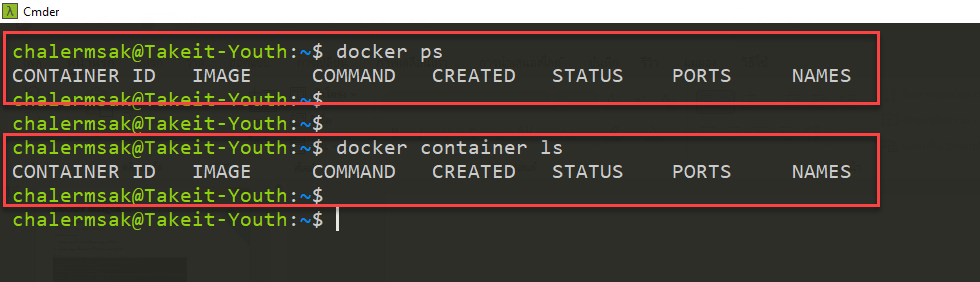 λ Cmder
chalermsak@Takeit-Youth:~$ docker ps
CONTAINER ID   IMAGE     COMMAND   CREATED   STATUS    PORTS     NAMES
chalermsak@Takeit-Youth:~$
chalermsak@Takeit-Youth:~$
chalermsak@Takeit-Youth:~$ docker container ls
CONTAINER ID   IMAGE     COMMAND   CREATED   STATUS    PORTS     NAMES
chalermsak@Takeit-Youth:~$
chalermsak@Takeit-Youth:~$